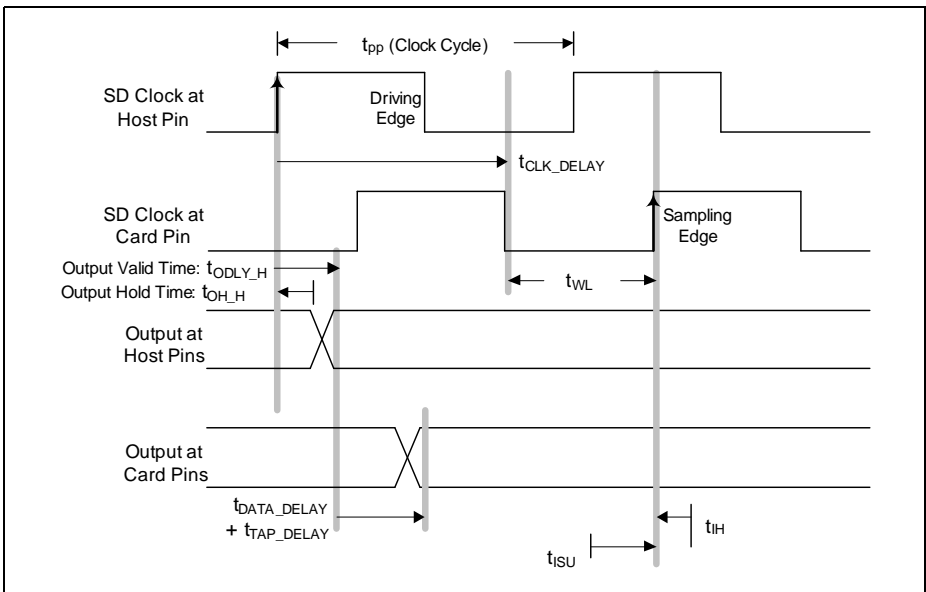 tpp (Clock Cycle)
SD Clock at
Host Pin
Driving
Edge
tCLK_DELAY
SD Clock at
Card Pin
Sampling
Edge
Output Valid Time: tODLY_H
Output Hold Time: tOH_H
tWL
Output at
Host Pins
Output at
Card Pins
tDATA_DELAY
+ tTAP_DELAY
tIH
tISU